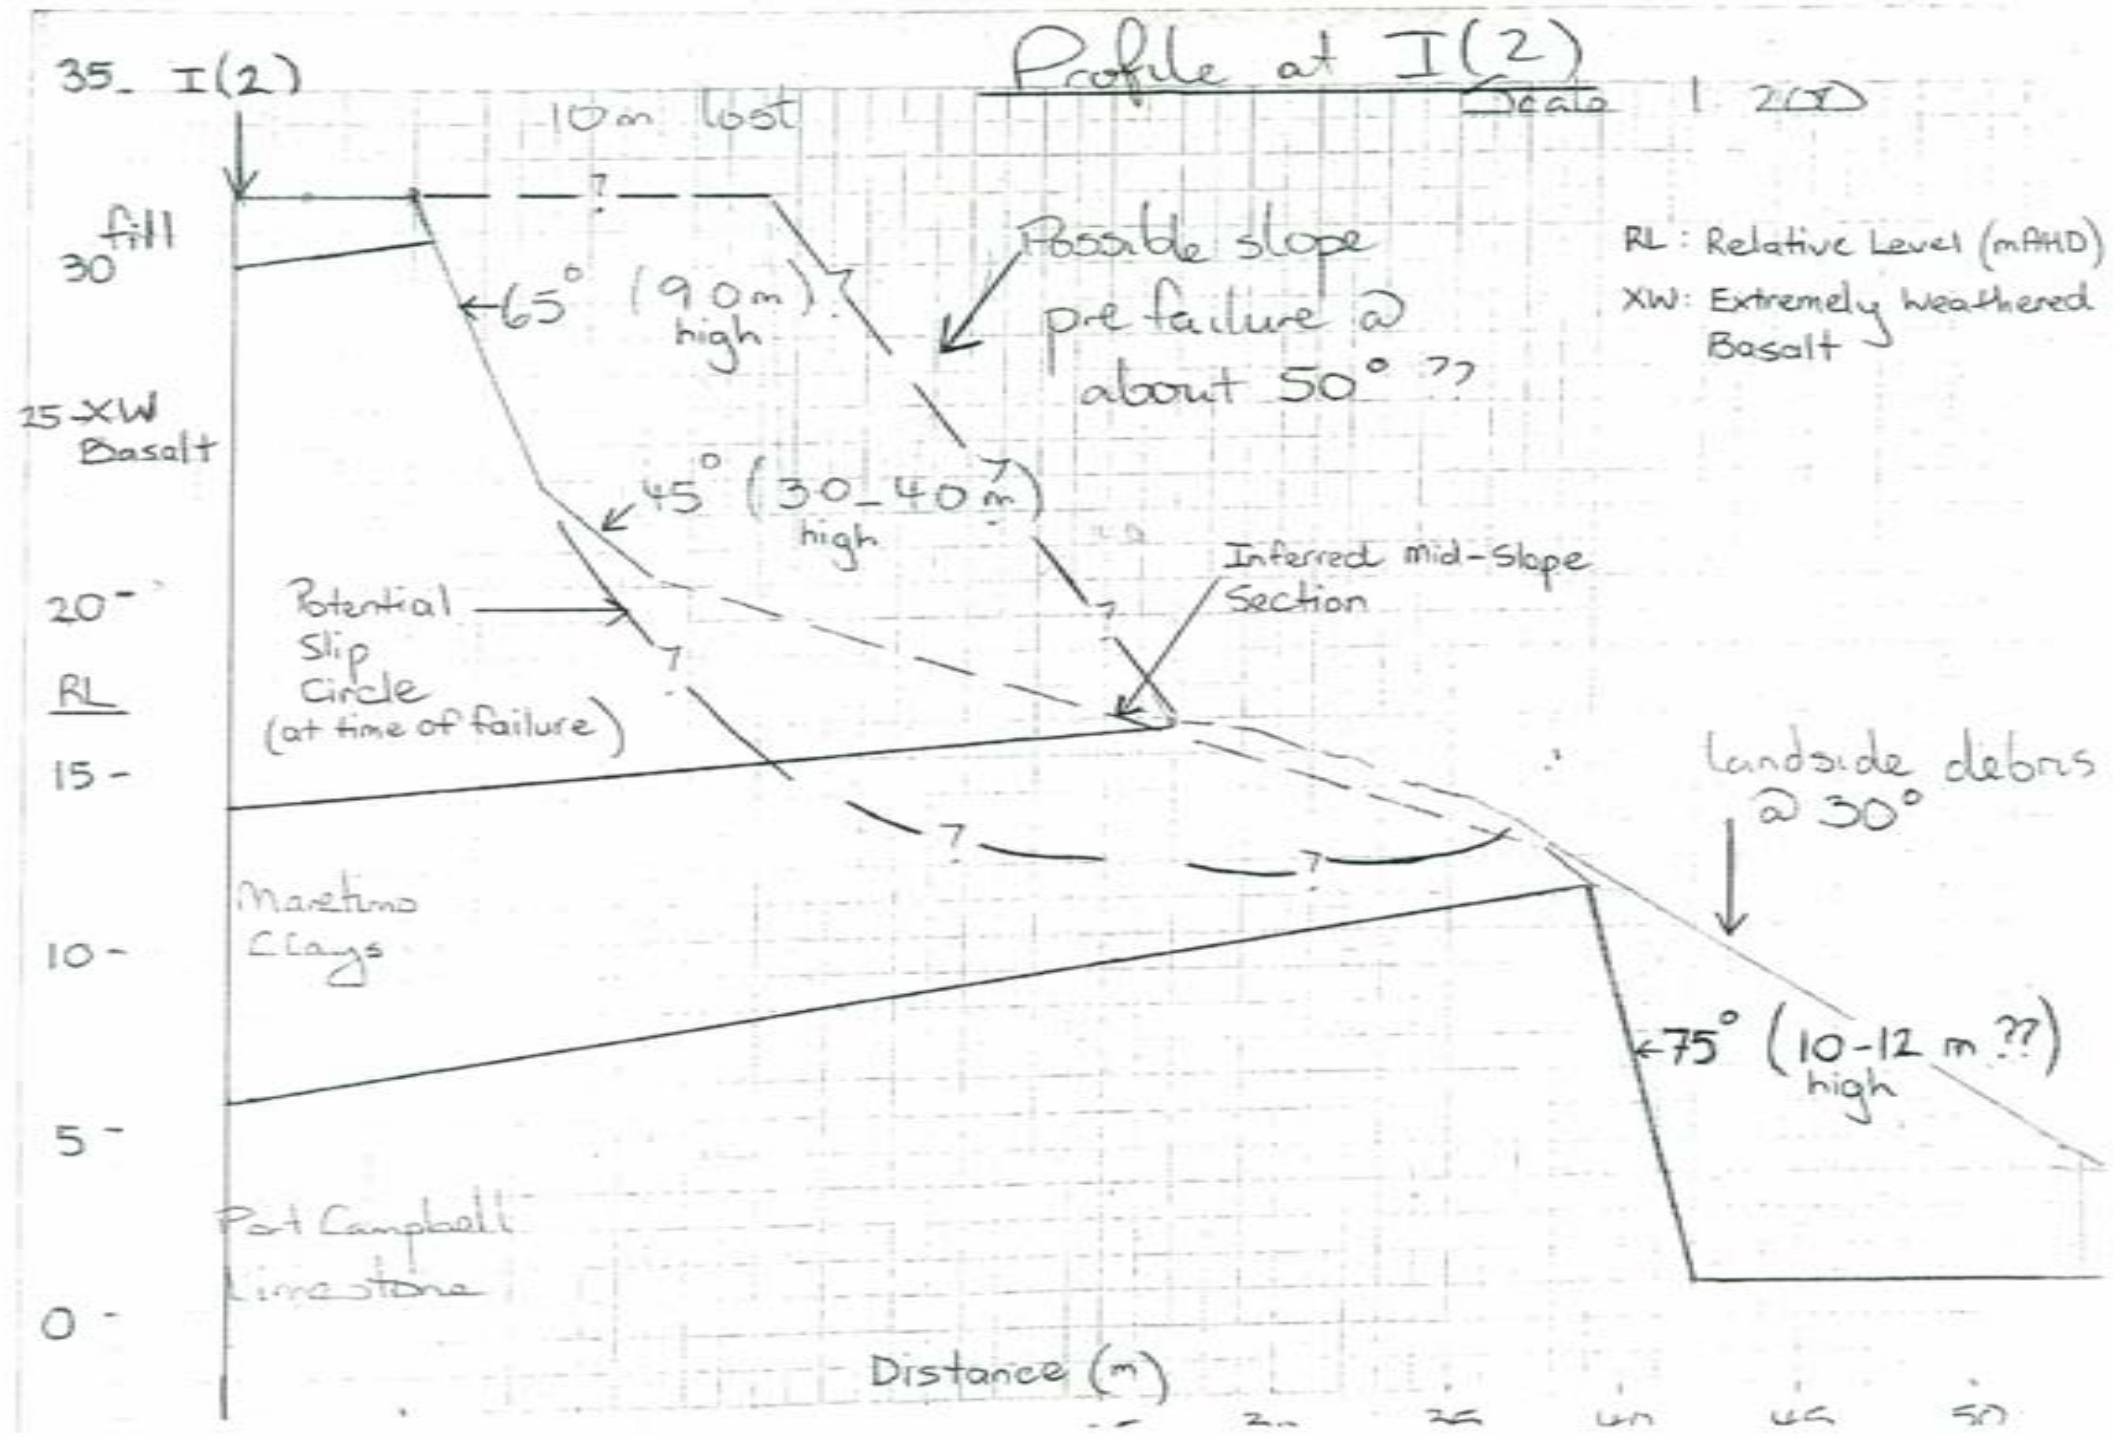 Profile at I(2)
Scale 1 200
35 I(2)
10m lost
?
fill
30
65° (90m)
high
?
Possible slope
pre failure @
about 50° ??
RL: Relative Level (mAHD)
XW: Extremely Weathered
Basalt
25 XW
Basalt
?
45° (30-40m)
high
Inferred Mid-Slope
Section
20
?
Potential
Slip
Circle
(at time of failure)
?
RL
15
landside debris
@ 30°
?
?
Clays
10
75° (10-12 m ??)
high
5
Port Campbell
Limestone
0
Distance (m)
50